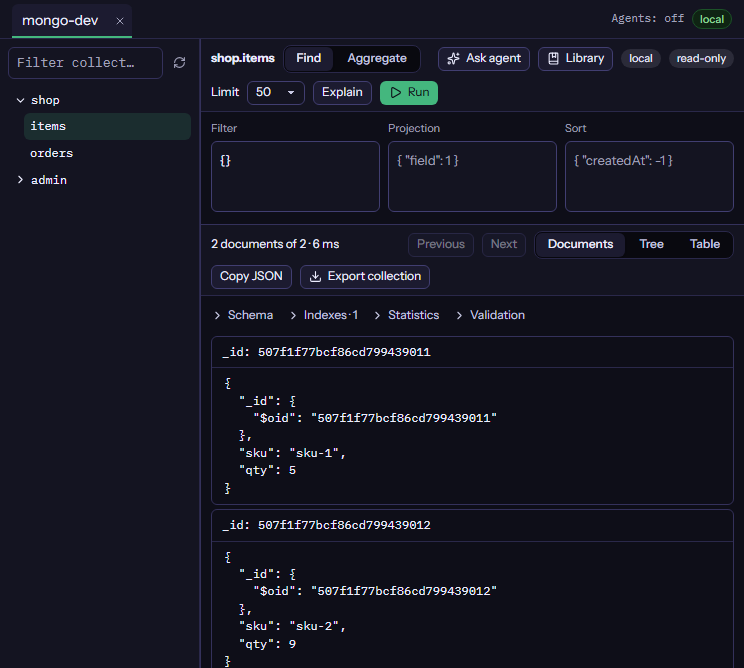 mongo-dev ×
Agents: off local
Filter collect…
shop
items
orders
admin
shop.items Find Aggregate Ask agent Library local read-only
Limit 50 Explain Run
Filter Projection Sort
{} { "field": 1 } { "createdAt": -1 }
2 documents of 2 · 6 ms Previous Next Documents Tree Table
Copy JSON Export collection
Schema Indexes · 1 Statistics Validation
_id: 507f1f77bcf86cd799439011
{
"_id": {
"$oid": "507f1f77bcf86cd799439011"
},
"sku": "sku-1",
"qty": 5
}
_id: 507f1f77bcf86cd799439012
{
"_id": {
"$oid": "507f1f77bcf86cd799439012"
},
"sku": "sku-2",
"qty": 9
}